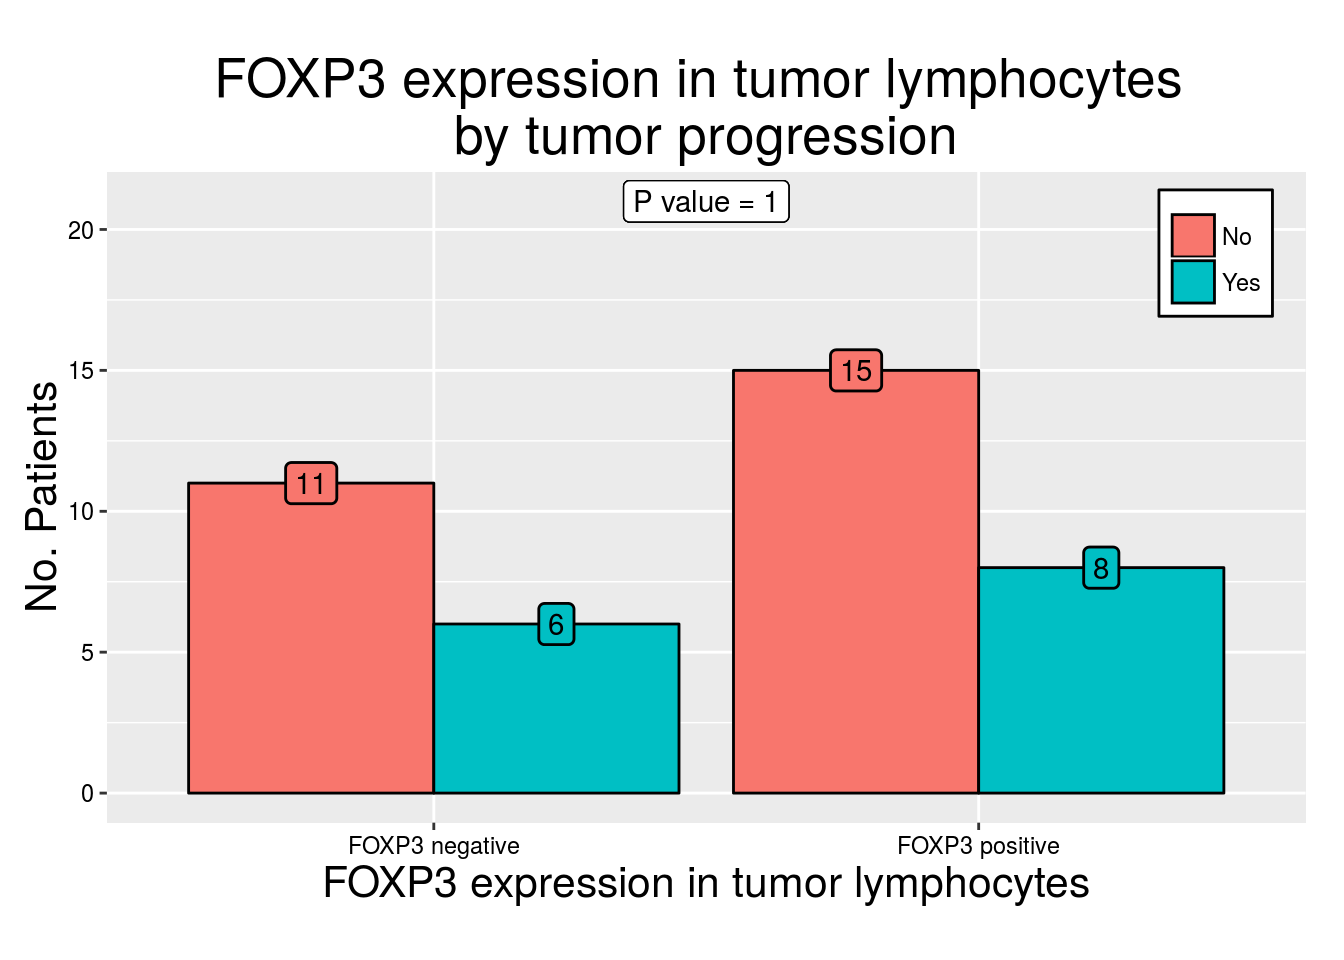 FOXP3 expression in tumor lymphocytes
by tumor progression
P value = 1
No
Yes
No. Patients
20
15
10
5
0
11
6
15
8
FOXP3 negative
FOXP3 positive
FOXP3 expression in tumor lymphocytes